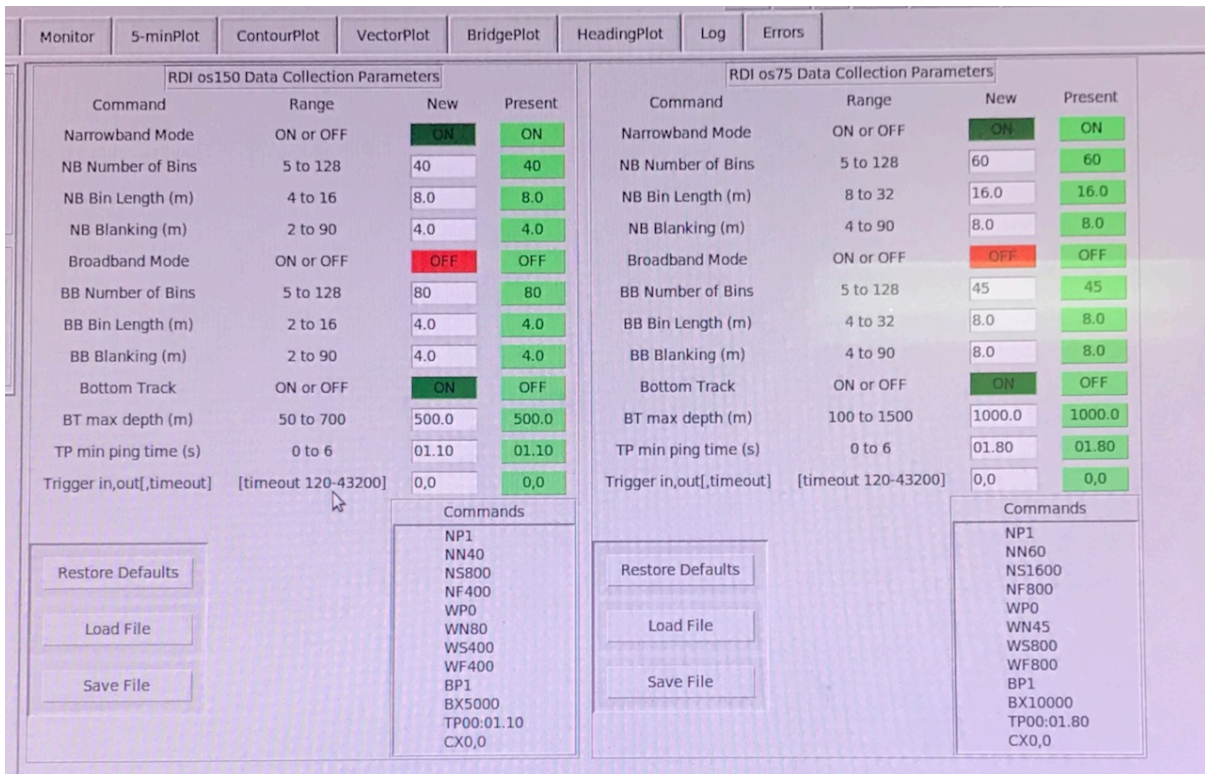 Monitor 5-minPlot ContourPlot VectorPlot BridgePlot HeadingPlot Log Errors
RDI os150 Data Collection Parameters
Command Range New Present
Narrowband Mode ON or OFF ON ON
NB Number of Bins 5 to 128 40 40
NB Bin Length (m) 4 to 16 8.0 8.0
NB Blanking (m) 2 to 90 4.0 4.0
Broadband Mode ON or OFF OFF OFF
BB Number of Bins 5 to 128 80 80
BB Bin Length (m) 2 to 16 4.0 4.0
BB Blanking (m) 2 to 90 4.0 4.0
Bottom Track ON or OFF ON OFF
BT max depth (m) 50 to 700 500.0 500.0
TP min ping time (s) 0 to 6 01.10 01.10
Trigger in,out[,timeout] [timeout 120-43200] 0,0 0,0
Commands
NP1
NN40
NS800
NF400
WP0
WN80
WS400
WF400
BP1
BX5000
TP00:01.10
CX0,0
Restore Defaults
Load File
Save File
RDI os75 Data Collection Parameters
Command Range New Present
Narrowband Mode ON or OFF ON ON
NB Number of Bins 5 to 128 60 60
NB Bin Length (m) 8 to 32 16.0 16.0
NB Blanking (m) 4 to 90 8.0 8.0
Broadband Mode ON or OFF OFF OFF
BB Number of Bins 5 to 128 45 45
BB Bin Length (m) 4 to 32 8.0 8.0
BB Blanking (m) 4 to 90 8.0 8.0
Bottom Track ON or OFF ON OFF
BT max depth (m) 100 to 1500 1000.0 1000.0
TP min ping time (s) 0 to 6 01.80 01.80
Trigger in,out[,timeout] [timeout 120-43200] 0,0 0,0
Commands
NP1
NN60
NS1600
NF800
WP0
WN45
WS800
WF800
BP1
BX10000
TP00:01.80
CX0,0
Restore Defaults
Load File
Save File